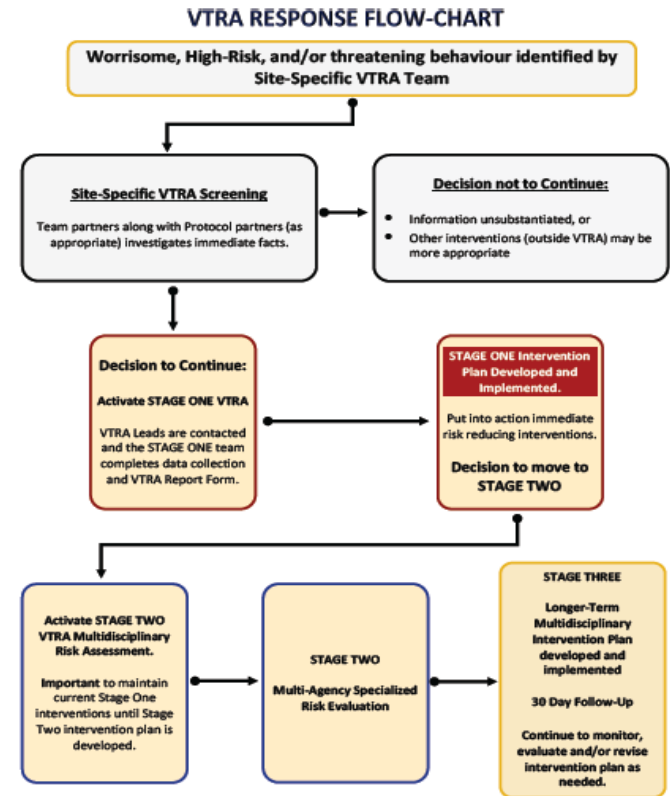 VTRA RESPONSE FLOW-CHART
Worrisome, High-Risk, and/or threatening behaviour identified by
Site-Specific VTRA Team
Site-Specific VTRA Screening
Team partners along with Protocol partners (as
appropriate) investigates immediate facts.
Decision not to Continue:
• Information unsubstantiated, or
• Other interventions (outside VTRA) may be
more appropriate
Decision to Continue:
Activate STAGE ONE VTRA
VTRA Leads are contacted
and the STAGE ONE team
completes data collection
and VTRA Report Form.
STAGE ONE Intervention
Plan Developed and
Implemented.
Put into action immediate
risk reducing interventions.
Decision to move to
STAGE TWO
Activate STAGE TWO
VTRA Multidisciplinary
Risk Assessment.
Important to maintain
current Stage One
interventions until Stage
Two intervention plan is
developed.
STAGE TWO
Multi-Agency Specialized
Risk Evaluation
STAGE THREE
Longer-Term
Multidisciplinary
Intervention Plan
developed and
implemented
30 Day Follow-Up
Continue to monitor,
evaluate and/or revise
intervention plan as
needed.